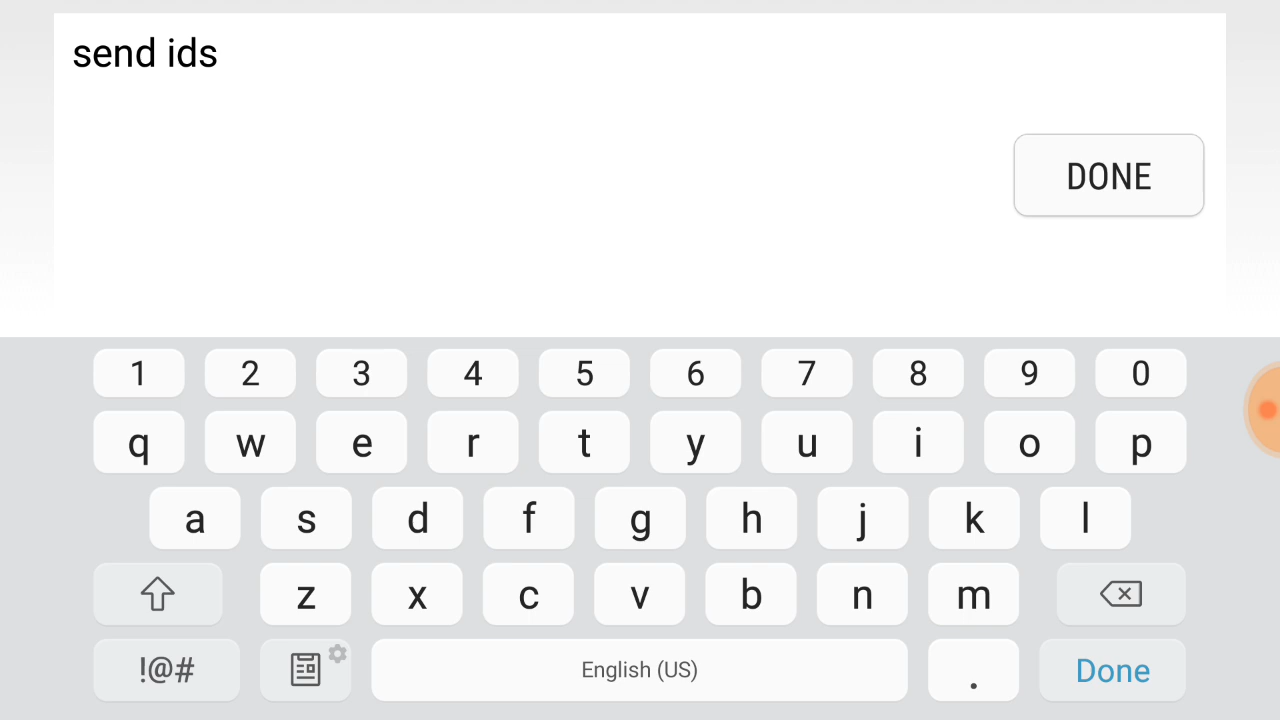 send ids
DONE
1 2 3 4 5 6 7 8 9 0
q w e r t y u i o p
a s d f g h j k l
z x c v b n m
!@# English (US) . Done